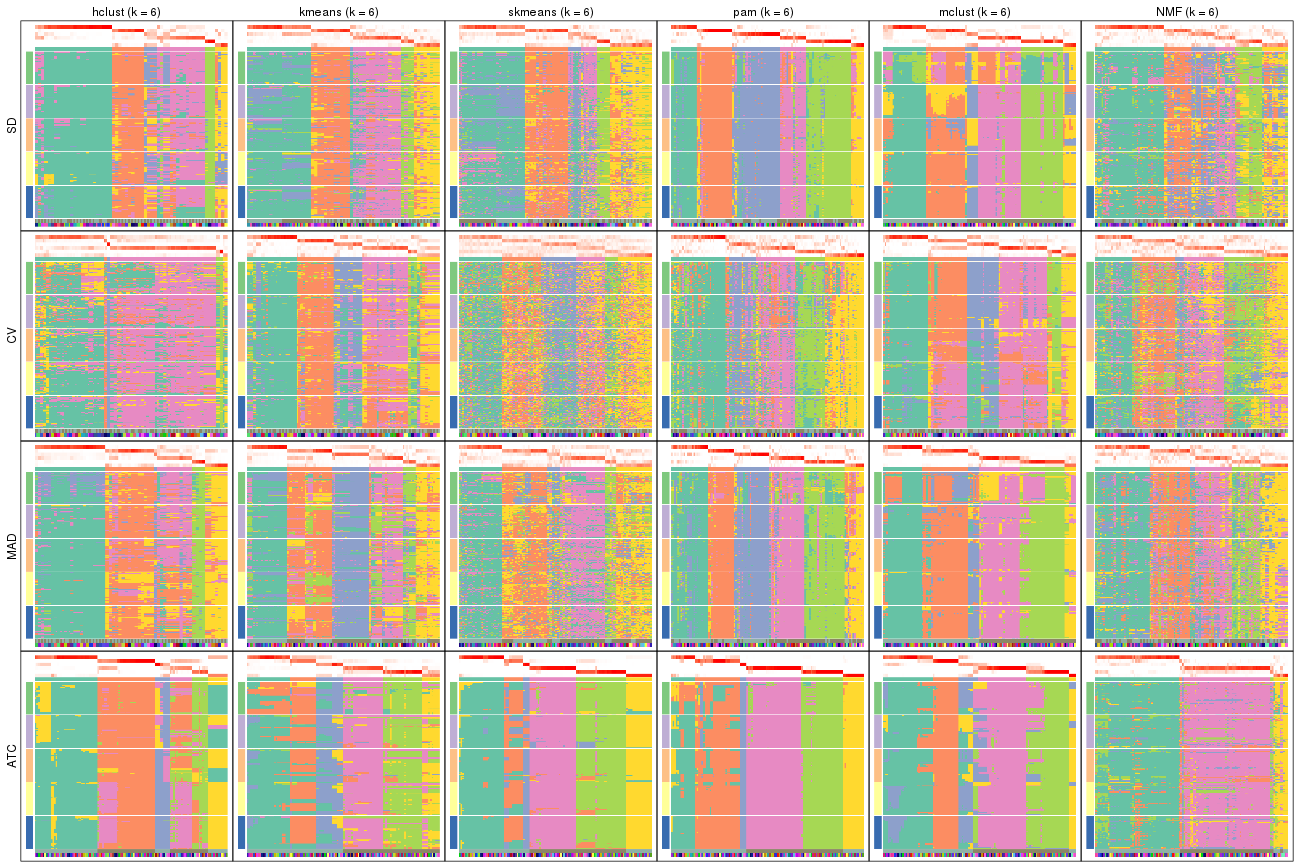 hclust (k = 6) kmeans (k = 6) skmeans (k = 6) pam (k = 6) mclust (k = 6) NMF (k = 6)
SD
CV
MAD
ATC